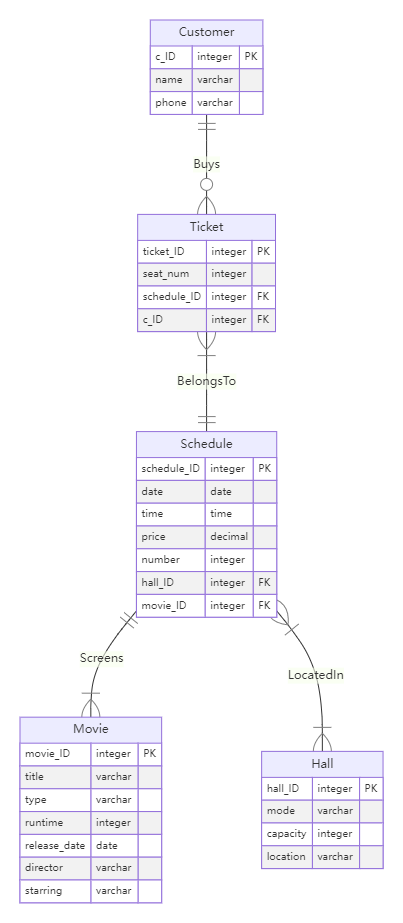 Customer
c_ID integer PK
name varchar
phone varchar
Buys
Ticket
ticket_ID integer PK
seat_num integer
schedule_ID integer FK
c_ID integer FK
BelongsTo
Schedule
schedule_ID integer PK
date date
time time
price decimal
number integer
hall_ID integer FK
movie_ID integer FK
Screens
LocatedIn
Movie
movie_ID integer PK
title varchar
type varchar
runtime integer
release_date date
director varchar
starring varchar
Hall
hall_ID integer PK
mode varchar
capacity integer
location varchar